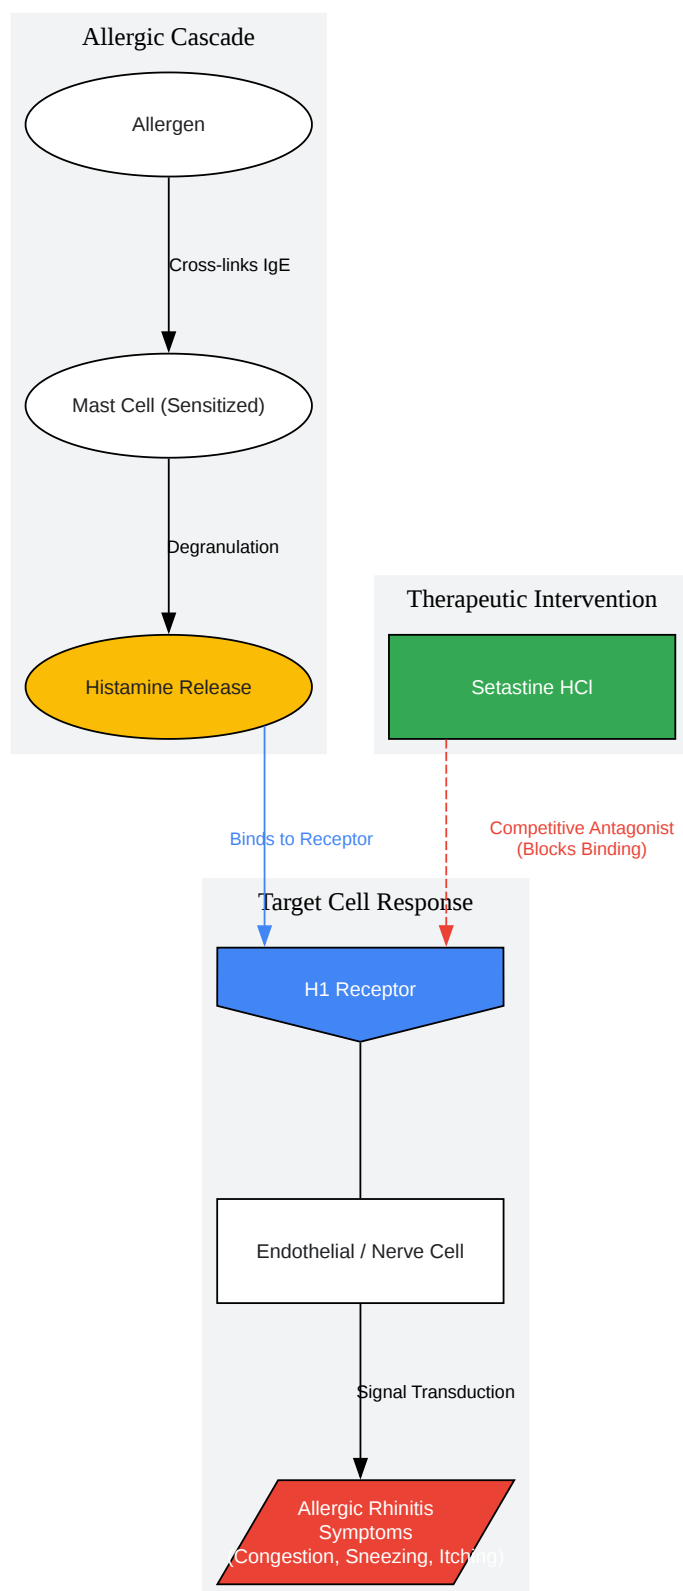 Allergic Cascade
Allergen
Cross-links IgE
Mast Cell (Sensitized)
Degranulation
Histamine Release
Therapeutic Intervention
Setastine HCl
Binds to Receptor
Competitive Antagonist
(Blocks Binding)
Target Cell Response
H1 Receptor
Endothelial / Nerve Cell
Signal Transduction
Allergic Rhinitis
Symptoms
(Congestion, Sneezing, Itching)